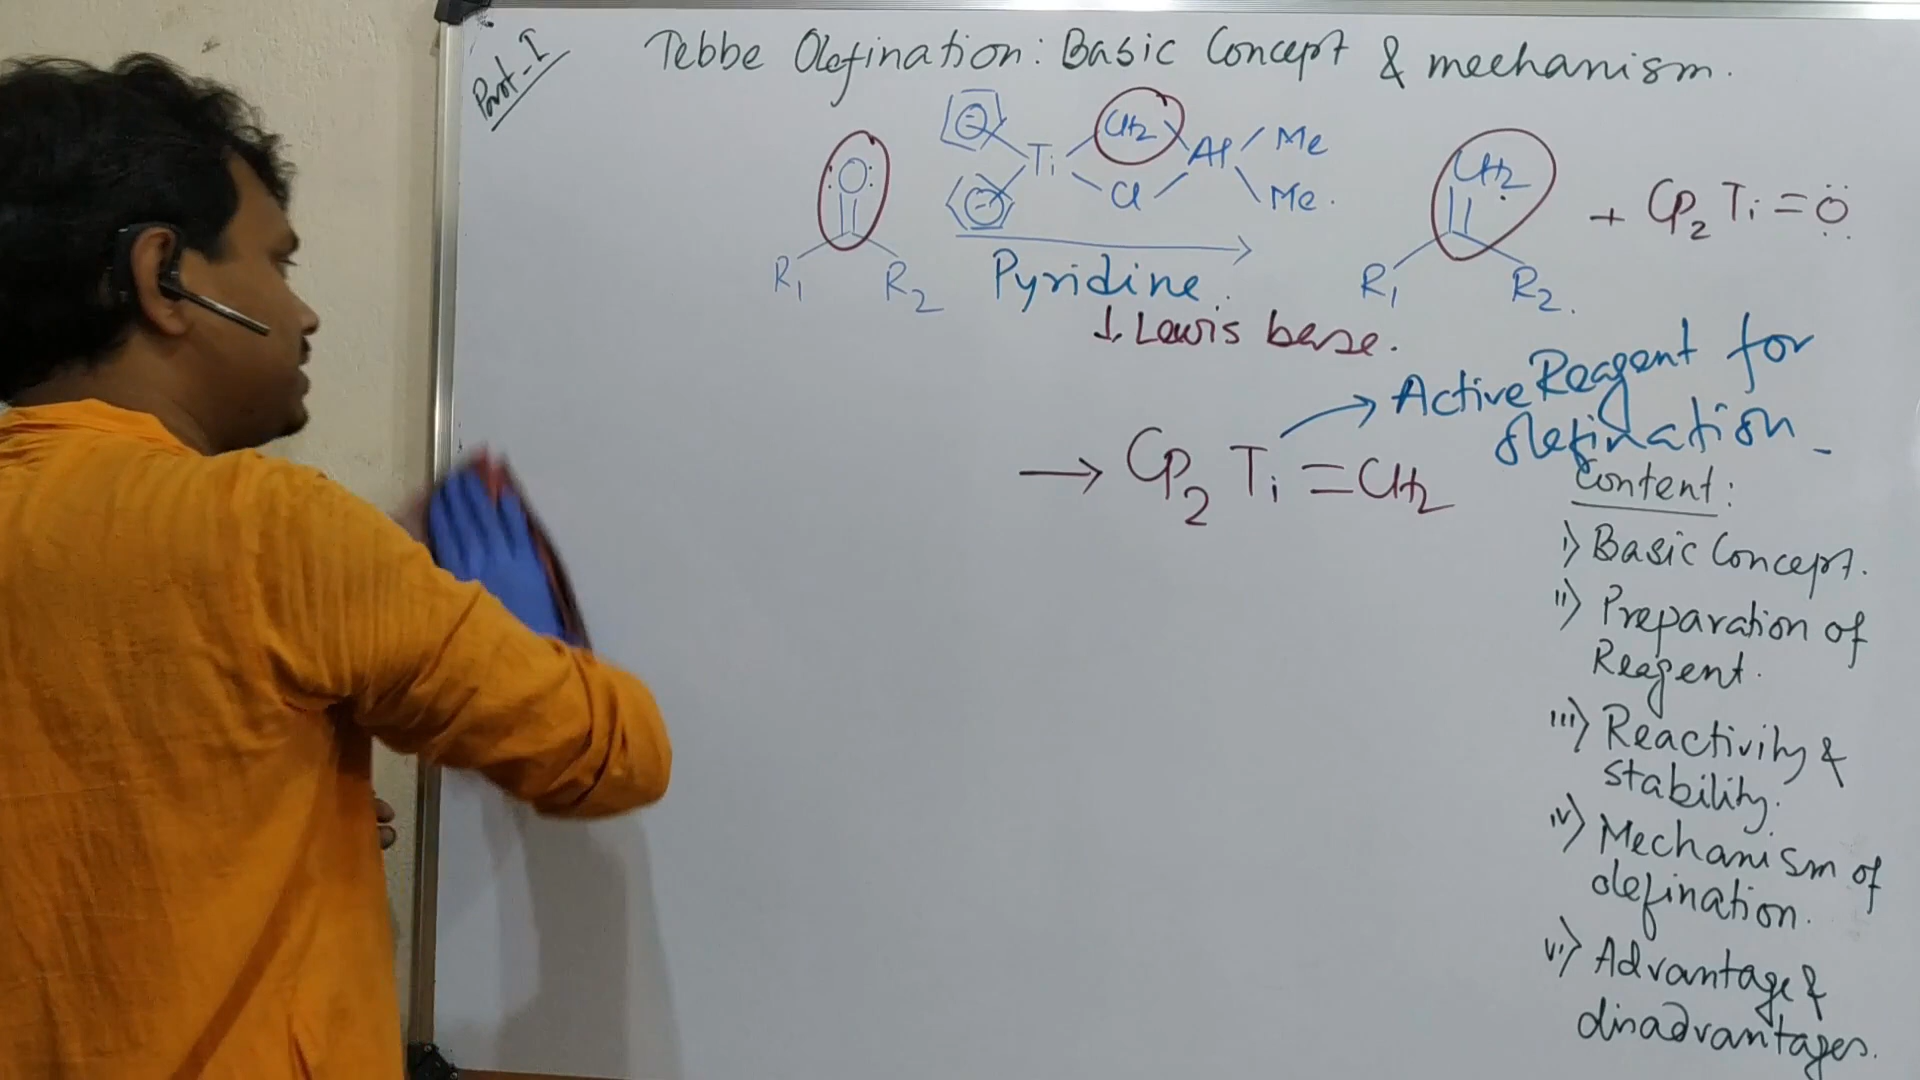 Part-I
Tebbe Olefination: Basic Concept & mechanism.
O
R1 R2
Ti CH2 Al Me
Cl Me.
Pyridine.
↓ Lewis base.
CH2
R1 R2.
+ Cp2Ti=O
→ Cp2Ti=CH2
→ Active Reagent for
olefination -
Content:
i) Basic Concept.
ii) Preparation of
Reagent.
iii) Reactivity &
stability.
iv) Mechanism of
olefination.
v) Advantage &
disadvantages.